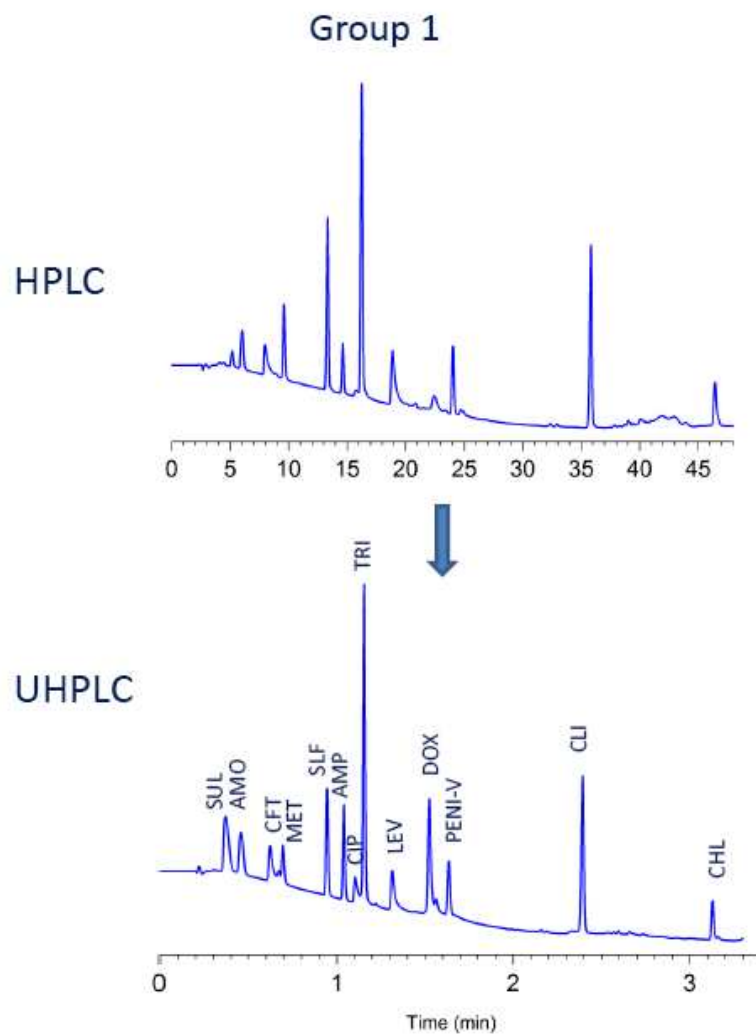 Group 1
HPLC
0 5 10 15 20 25 30 35 40 45
TRI
UHPLC
SUL
AMO
CFT
MET
SLF
AMP
CIP
LEV
DOX
PENI-V
CLI
CHL
0 1 2 3
Time (min)